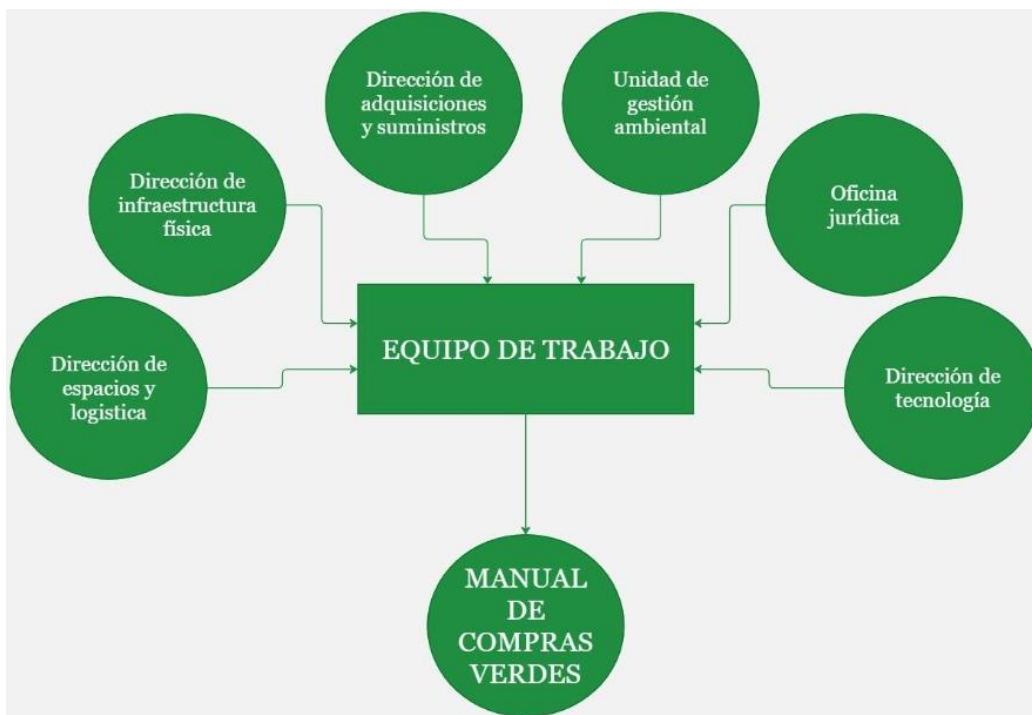 Dirección de
adquisiciones
y suministros
Unidad de
gestión
ambiental
Dirección de
infraestructura
física
Oficina
jurídica
EQUIPO DE TRABAJO
Dirección de
espacios y
logistica
Dirección de
tecnología
MANUAL
DE
COMPRAS
VERDES